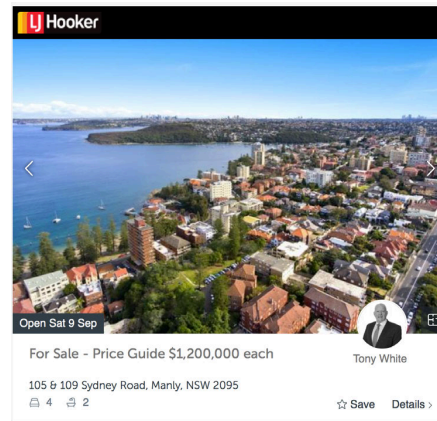 LJ Hooker
Open Sat 9 Sep
For Sale - Price Guide $1,200,000 each
Tony White
105 & 109 Sydney Road, Manly, NSW 2095
4 2
Save Details